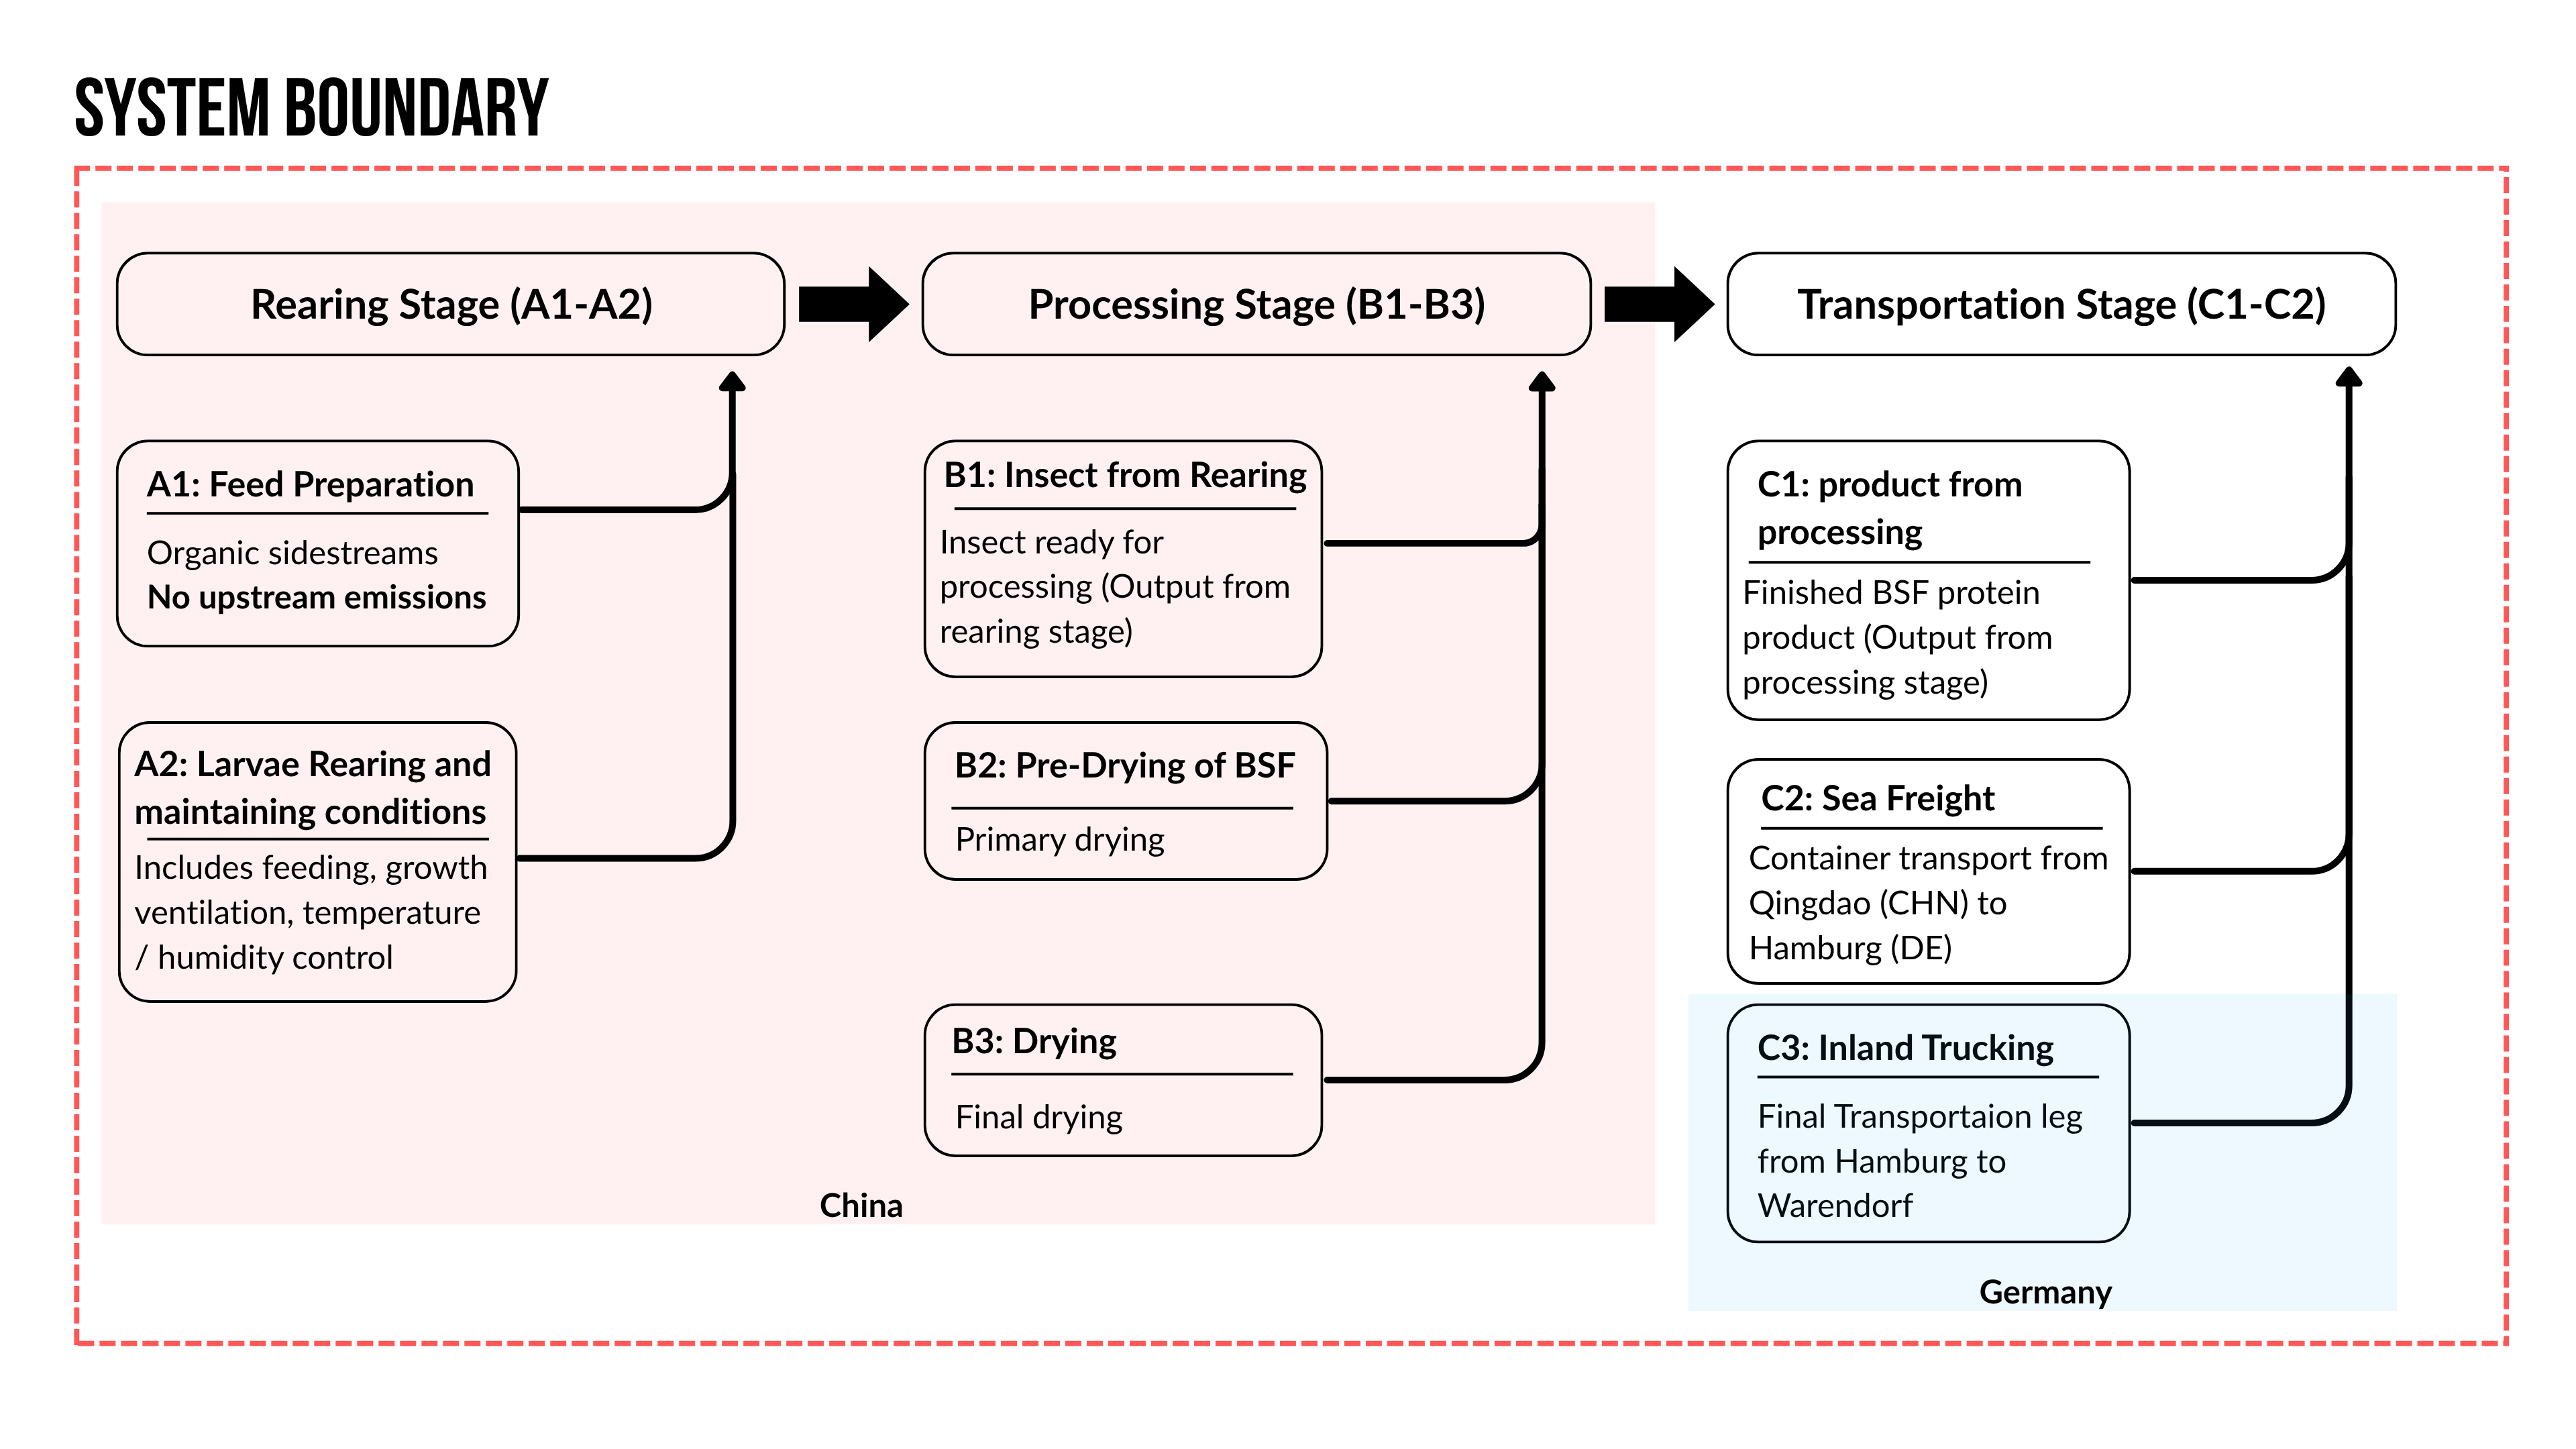 SYSTEM BOUNDARY
Rearing Stage (A1-A2)
Processing Stage (B1-B3)
Transportation Stage (C1-C2)
A1: Feed Preparation
Organic sidestreams
No upstream emissions
A2: Larvae Rearing and
maintaining conditions
Includes feeding, growth
ventilation, temperature
/ humidity control
B1: Insect from Rearing
Insect ready for
processing (Output from
rearing stage)
B2: Pre-Drying of BSF
Primary drying
B3: Drying
Final drying
China
C1: product from
processing
Finished BSF protein
product (Output from
processing stage)
C2: Sea Freight
Container transport from
Qingdao (CHN) to
Hamburg (DE)
C3: Inland Trucking
Final Transportaion leg
from Hamburg to
Warendorf
Germany